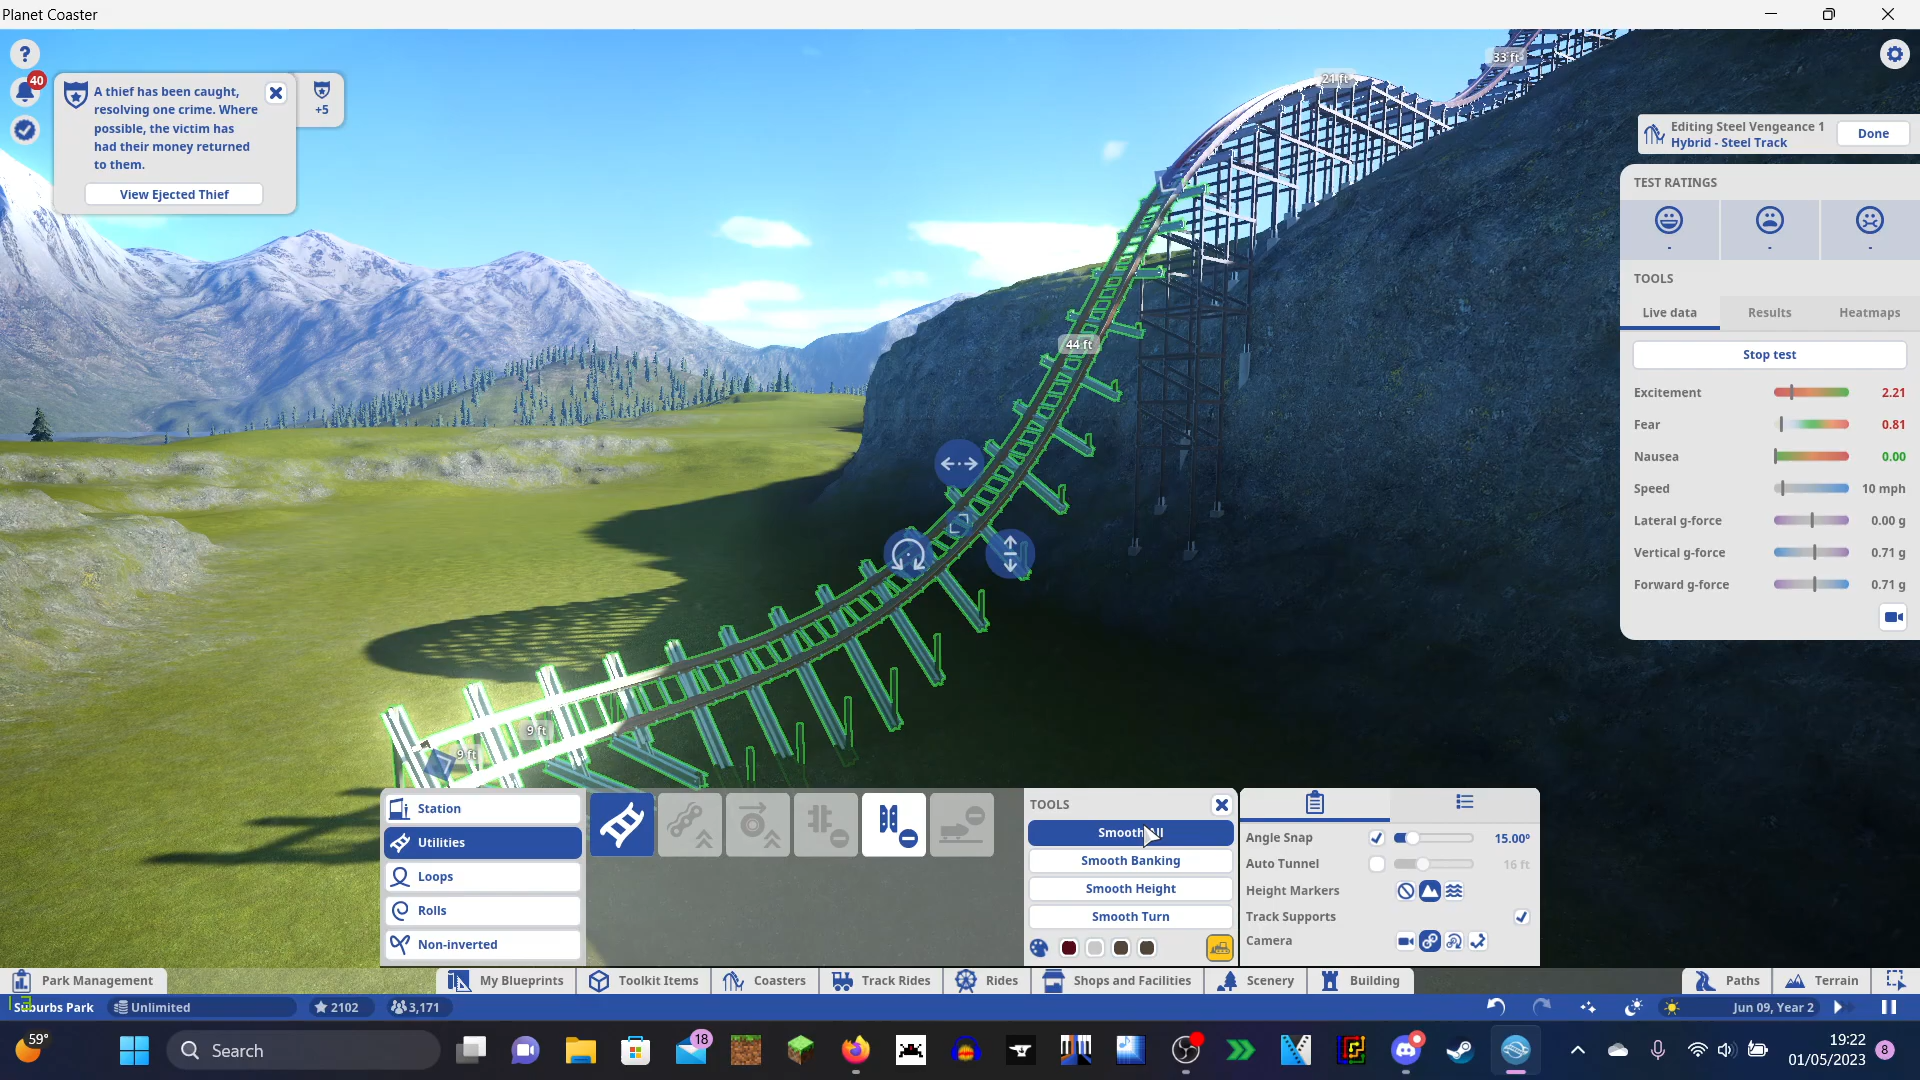 Planet Coaster
?
40
A thief has been caught,
resolving one crime. Where
possible, the victim has
had their money returned
to them.
View Ejected Thief
+5
33 ft
21 ft
44 ft
9 ft
9 ft
Editing Steel Vengeance 1
Hybrid - Steel Track
Done
TEST RATINGS
- - -
TOOLS
Live data Results Heatmaps
Stop test
Excitement 2.21
Fear 0.81
Nausea 0.00
Speed 10 mph
Lateral g-force 0.00 g
Vertical g-force 0.71 g
Forward g-force 0.71 g
Station
Utilities
Loops
Rolls
Non-inverted
TOOLS
Smooth All
Smooth Banking
Smooth Height
Smooth Turn
Angle Snap 15.00°
Auto Tunnel 16 ft
Height Markers
Track Supports
Camera
Park Management My Blueprints Toolkit Items Coasters Track Rides Rides Shops and Facilities Scenery Building Paths Terrain
Suburbs Park Unlimited 2102 3,171 Jun 09, Year 2
59° Search 18 19:22
01/05/2023 8